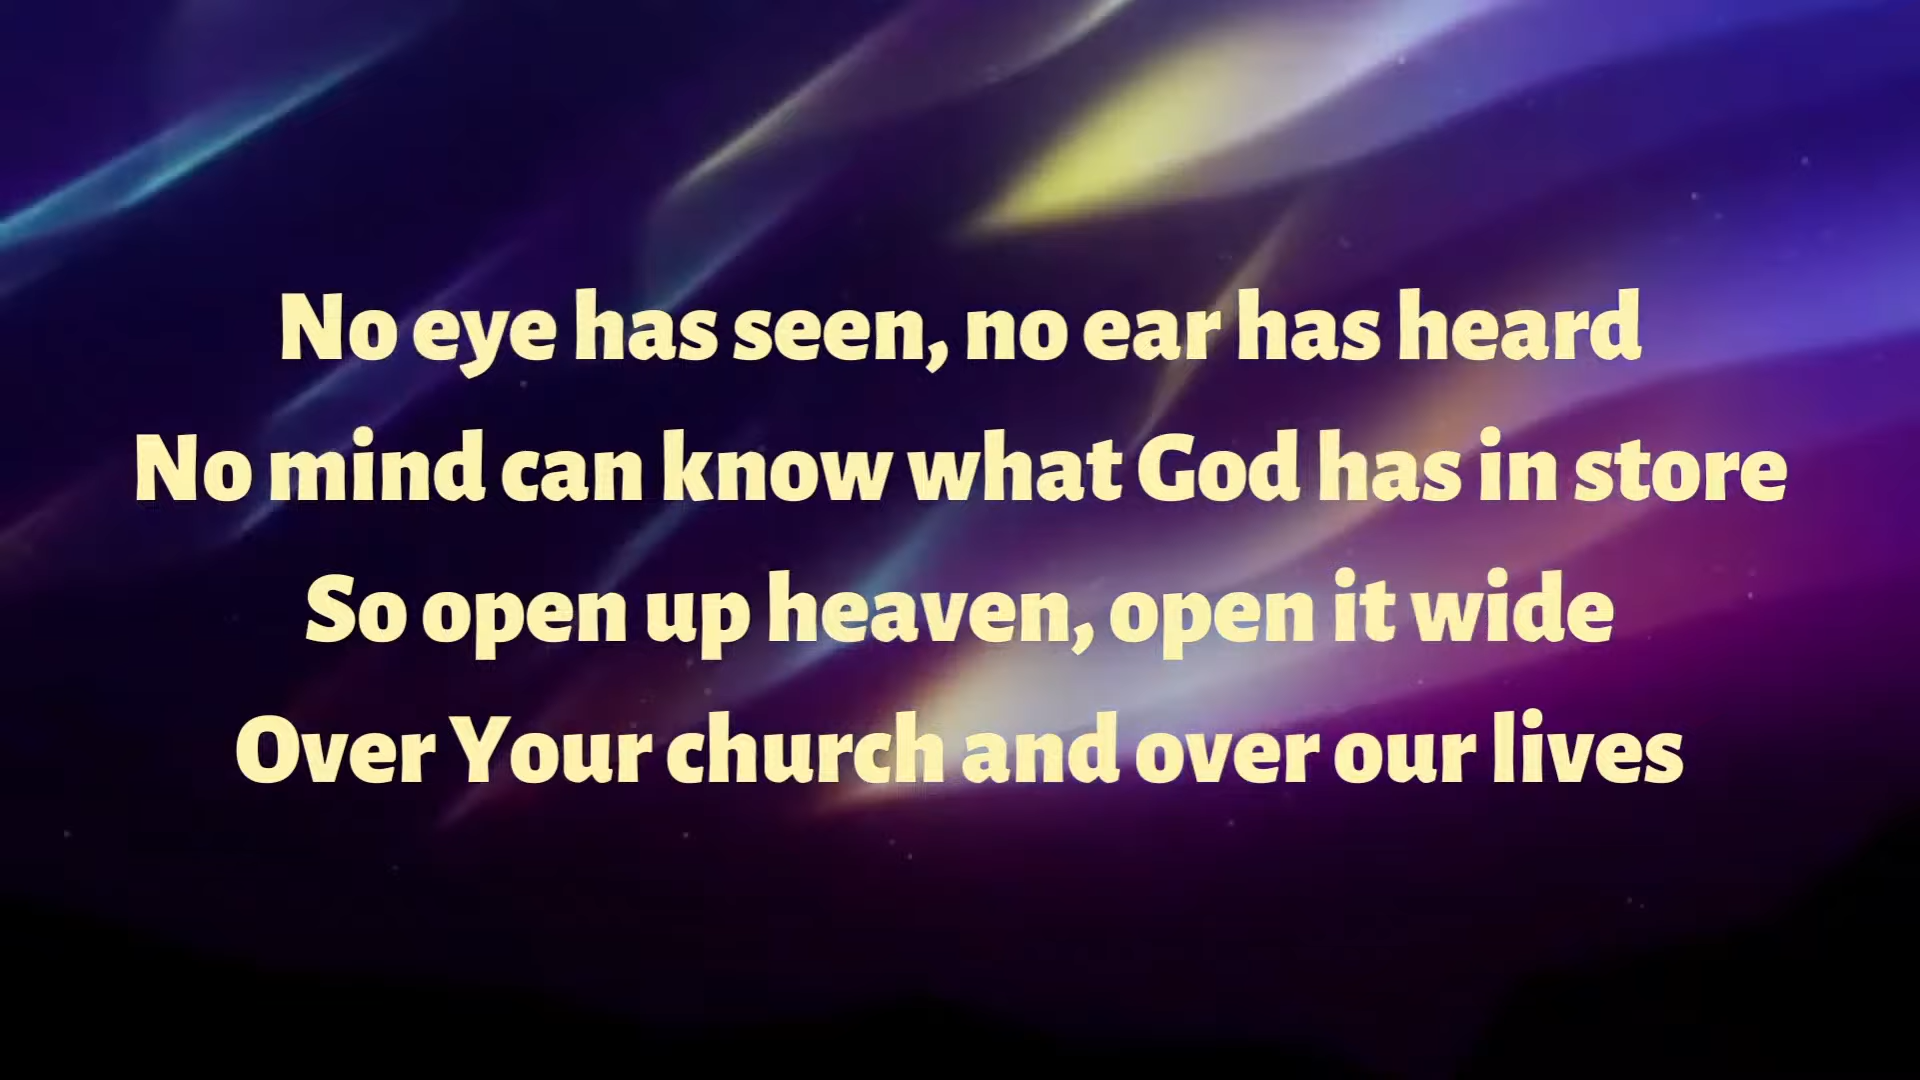 No eye has seen, no ear has heard
No mind can know what God has in store
So open up heaven, open it wide
Over Your church and over our lives